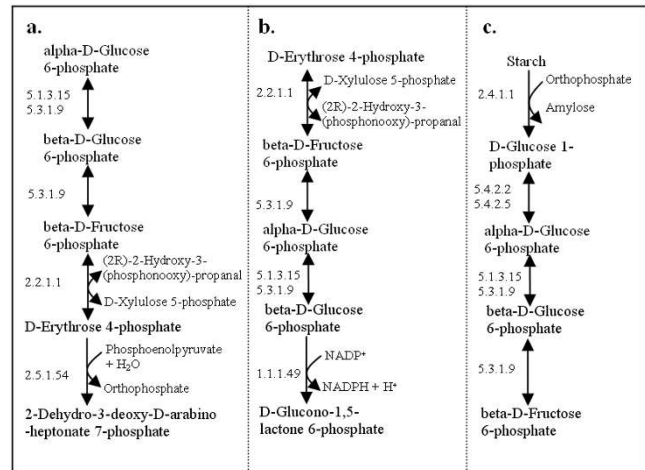 a.
alpha-D-Glucose
6-phosphate
5.1.3.15
5.3.1.9
beta-D-Glucose
6-phosphate
5.3.1.9
beta-D-Fructose
6-phosphate
2.2.1.1
(2R)-2-Hydroxy-3-
(phosphonooxy)-propanal
D-Xylulose 5-phosphate
D-Erythrose 4-phosphate
2.5.1.54
Phosphoenolpyruvate
+ H₂O
Orthophosphate
2-Dehydro-3-deoxy-D-arabino
-heptonate 7-phosphate
b.
D-Erythrose 4-phosphate
2.2.1.1
D-Xylulose 5-phosphate
(2R)-2-Hydroxy-3-
(phosphonooxy)-propanal
beta-D-Fructose
6-phosphate
5.3.1.9
alpha-D-Glucose
6-phosphate
5.1.3.15
5.3.1.9
beta-D-Glucose
6-phosphate
1.1.1.49
NADP⁺
NADPH + H⁺
D-Glucono-1,5-
lactone 6-phosphate
c.
Starch
2.4.1.1
Orthophosphate
Amylose
D-Glucose 1-
phosphate
5.4.2.2
5.4.2.5
alpha-D-Glucose
6-phosphate
5.1.3.15
5.3.1.9
beta-D-Glucose
6-phosphate
5.3.1.9
beta-D-Fructose
6-phosphate